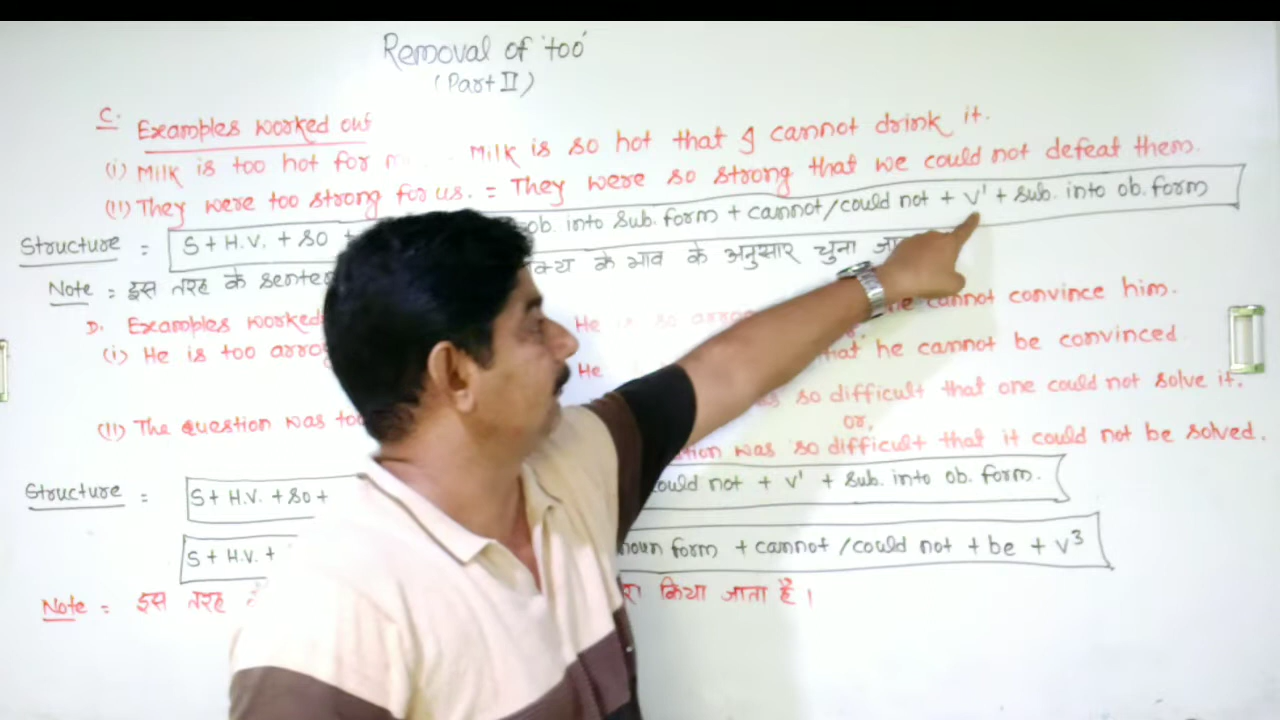 Removal of 'too'
(Part II)
C. Examples worked out
(i) Milk is too hot for m Milk is so hot that I cannot drink it.
(ii) They were too strong for us. = They were so strong that we could not defeat them.
Structure : S + H.V. + so + ob. into sub. form + cannot/could not + V¹ + sub. into ob. form
Note : इस तरह के sente के भाव के अनुसार चुना
D. Examples worked
(i) He is too arro He is so arro he cannot convince him.
He that he cannot be convinced
(ii) The question was too so difficult that one could not solve it.
or,
was so difficult that it could not be solved.
Structure : S + H.V. + so + could not + V¹ + sub. into ob. form.
S + H.V. + noun form + cannot/could not + be + V³
Note : इस तरह किया जाता है।